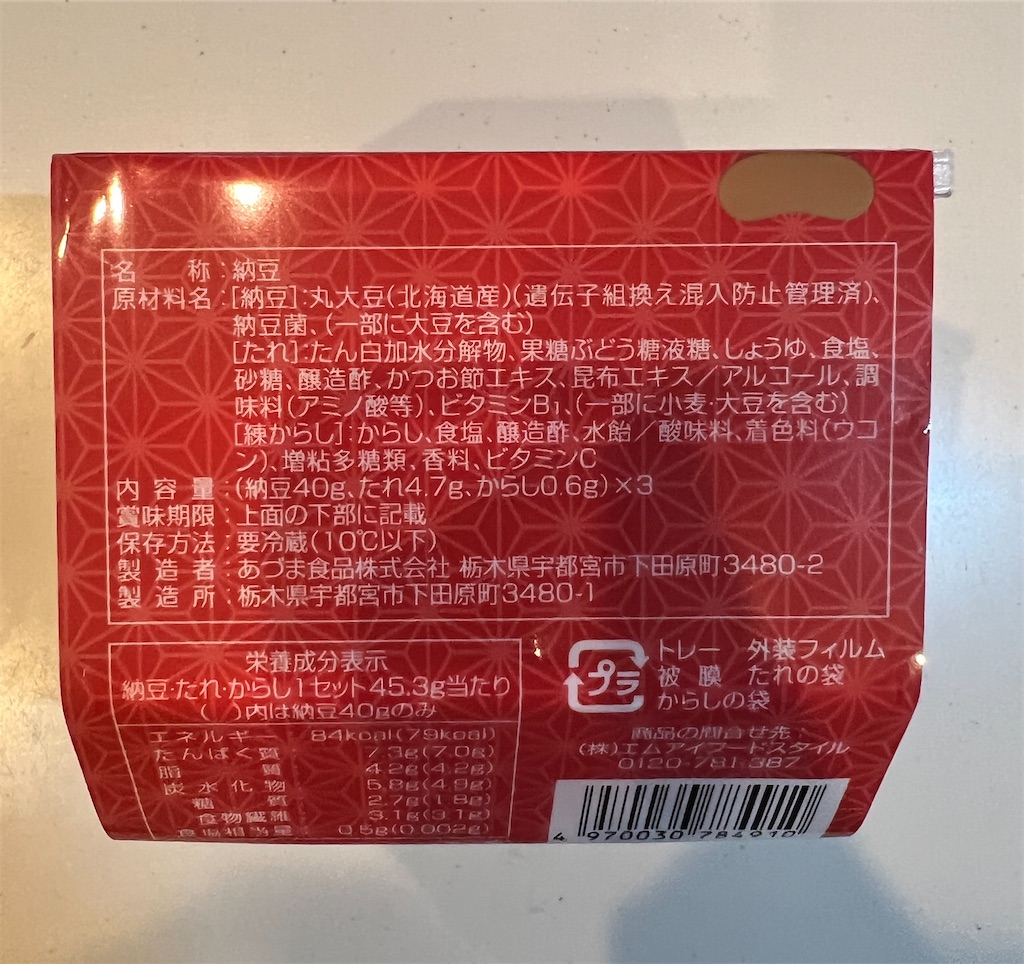 名称：納豆
原材料名：[納豆]：丸大豆(北海道産)(遺伝子組換え混入防止管理済)、
納豆菌、(一部に大豆を含む)
[たれ]：たん白加水分解物、果糖ぶどう糖液糖、しょうゆ、食塩、
砂糖、醸造酢、かつお節エキス、昆布エキス／アルコール、調
味料(アミノ酸等)、ビタミンB₁、(一部に小麦・大豆を含む)
[練からし]：からし、食塩、醸造酢、水飴／酸味料、着色料(ウコ
ン)、増粘多糖類、香料、ビタミンC
内容量：(納豆40g、たれ4.7g、からし0.6g)×3
賞味期限：上面の下部に記載
保存方法：要冷蔵(10℃以下)
製造者：あづま食品株式会社 栃木県宇都宮市下田原町3480-2
製造所：栃木県宇都宮市下田原町3480-1
栄養成分表示
納豆・たれ・からし1セット45.3g当たり
(　)内は納豆40gのみ
エネルギー 84kcal(79kcal)
たんぱく質 7.3g(7.0g)
脂質 4.2g(4.2g)
炭水化物 5.8g(4.9g)
糖質 2.7g(1.8g)
食物繊維 3.1g(3.1g)
食塩相当量 0.5g(0.002g)
プラ
トレー 外装フィルム
被膜 たれの袋
からしの袋
商品の問合せ先：
(株)エムアイフードスタイル
0120-781-387
4 970030 784910